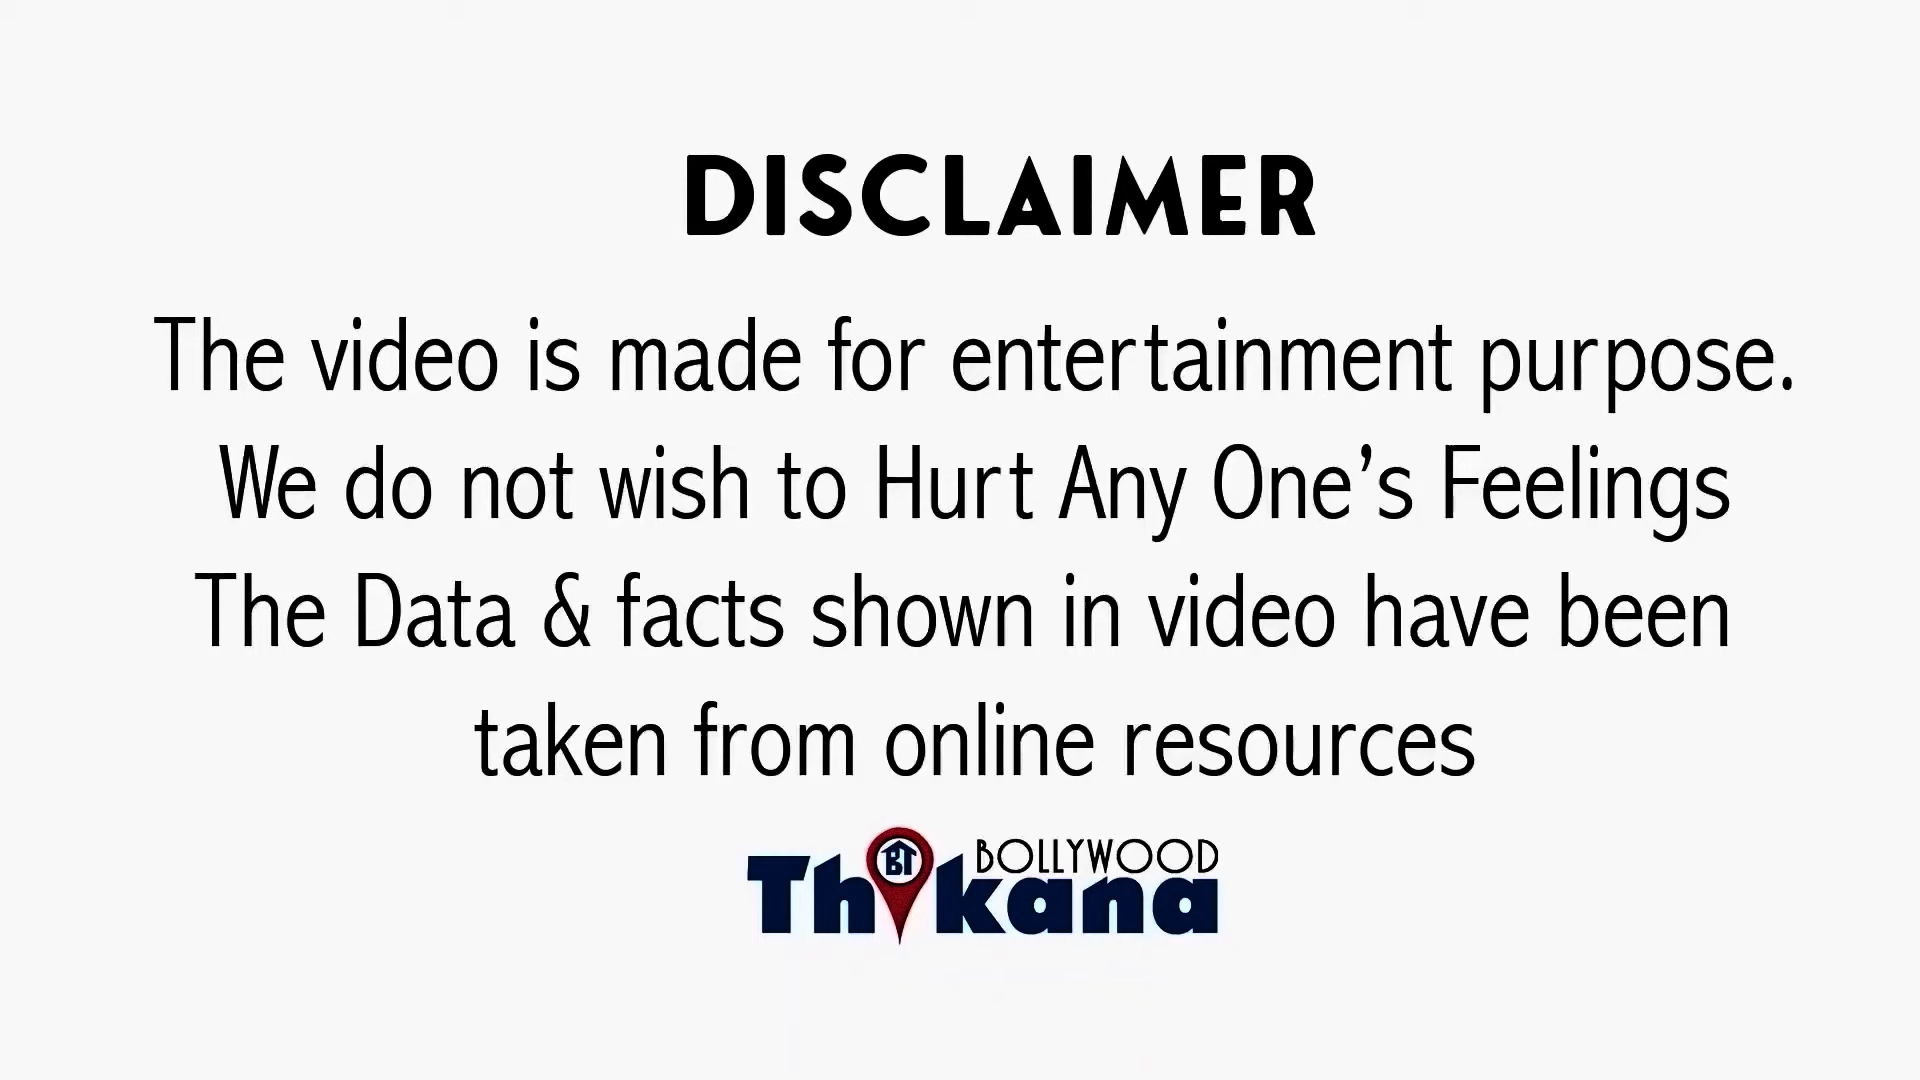 DISCLAIMER
The video is made for entertainment purpose.
We do not wish to Hurt Any One’s Feelings
The Data & facts shown in video have been
taken from online resources
BT
BOLLYWOOD
Thikana